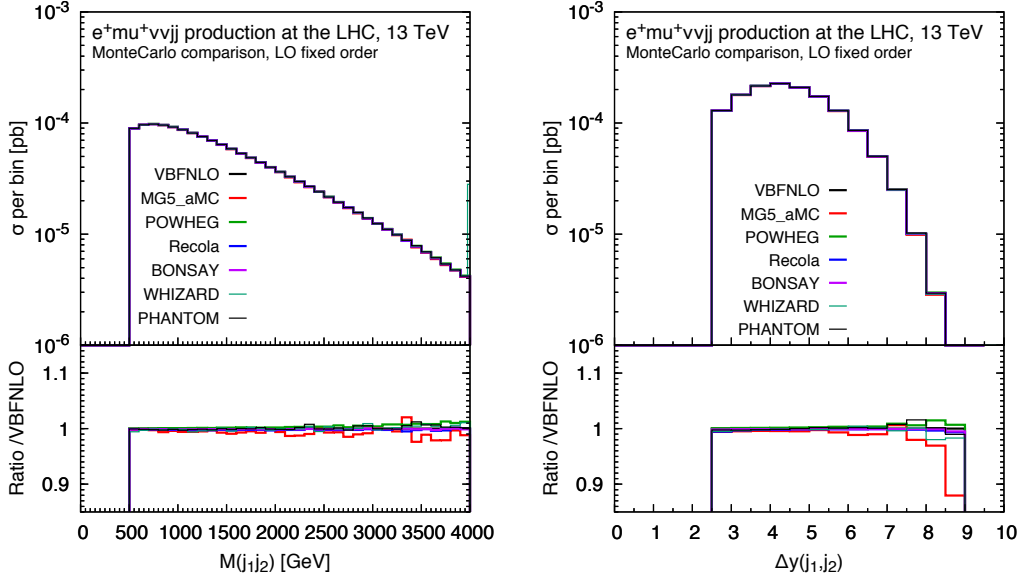 e⁺mu⁺vvjj production at the LHC, 13 TeV
MonteCarlo comparison, LO fixed order
σ per bin [pb]
10⁻³
10⁻⁴
10⁻⁵
10⁻⁶
VBFNLO
MG5_aMC
POWHEG
Recola
BONSAY
WHIZARD
PHANTOM
Ratio /VBFNLO
1.1
1
0.9
0 500 1000 1500 2000 2500 3000 3500 4000
M(j₁j₂) [GeV]
e⁺mu⁺vvjj production at the LHC, 13 TeV
MonteCarlo comparison, LO fixed order
σ per bin [pb]
10⁻³
10⁻⁴
10⁻⁵
10⁻⁶
VBFNLO
MG5_aMC
POWHEG
Recola
BONSAY
WHIZARD
PHANTOM
Ratio /VBFNLO
1.1
1
0.9
0 1 2 3 4 5 6 7 8 9 10
Δy(j₁,j₂)